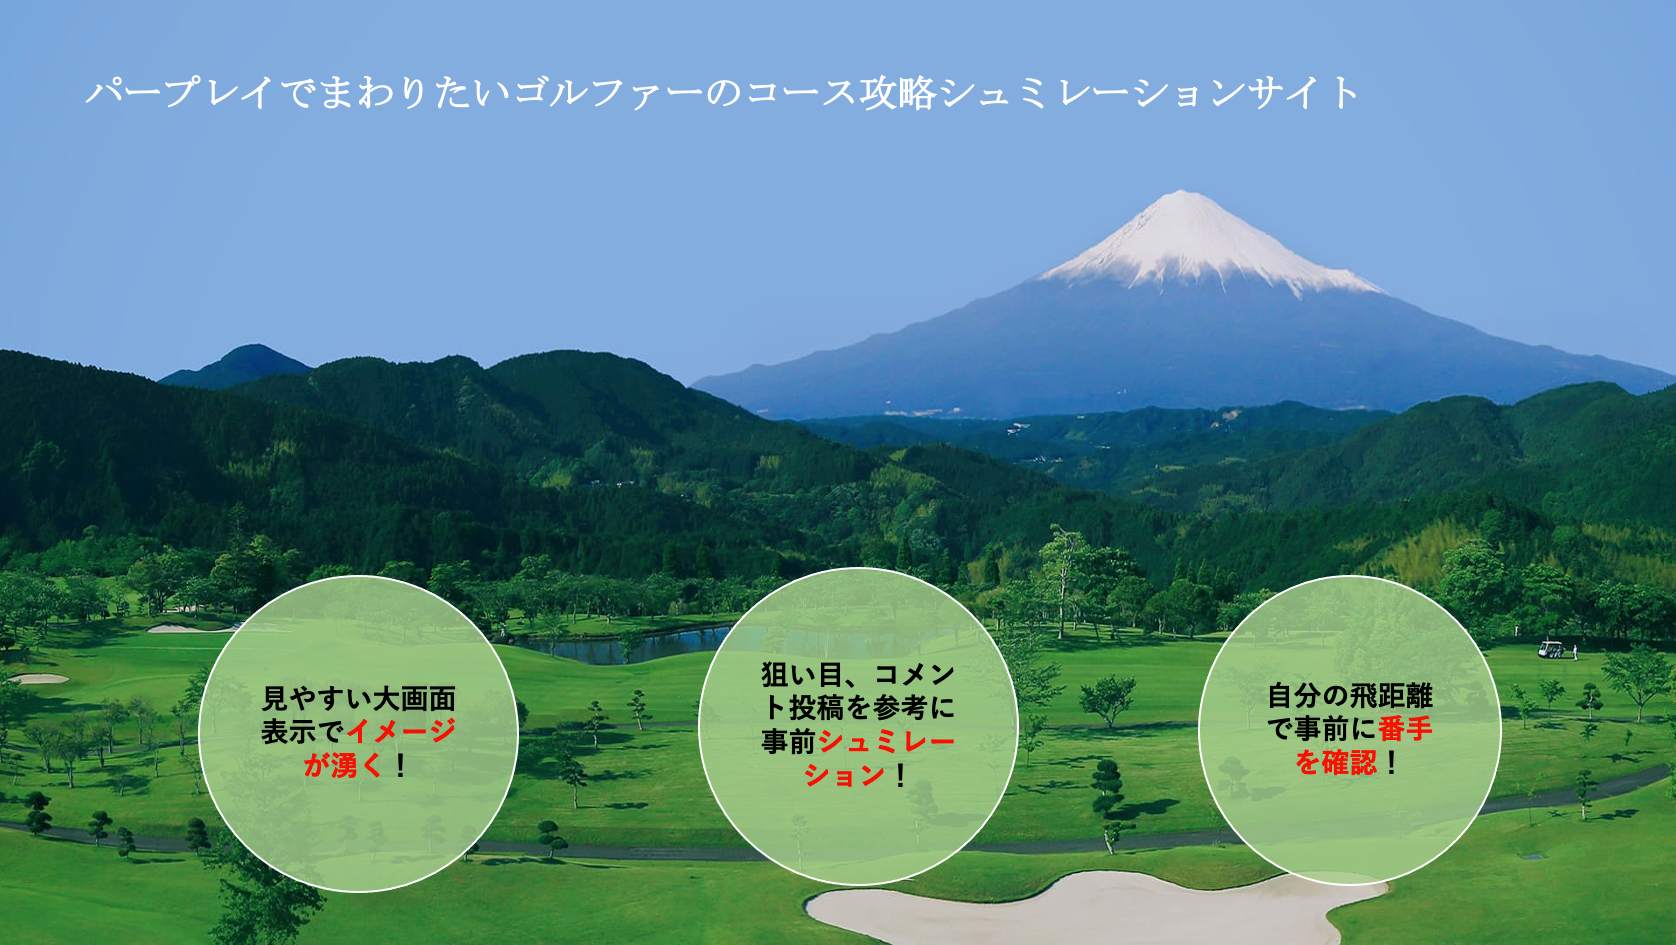 パープレイでまわりたいゴルファーのコース攻略シュミレーションサイト
見やすい大画面
表示でイメージ
が湧く！
狙い目、コメン
ト投稿を参考に
事前シュミレー
ション！
自分の飛距離
で事前に番手
を確認！